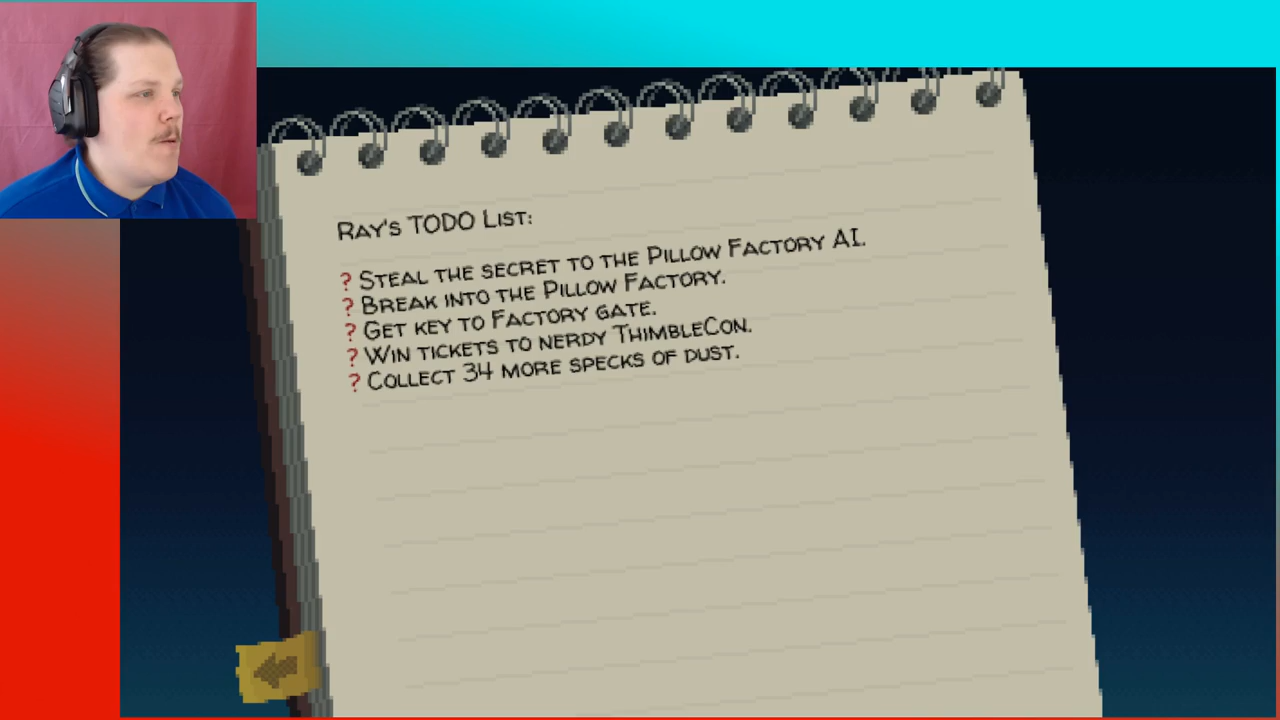 Ray's TODO List:
? Steal the secret to the Pillow Factory AI.
? Break into the Pillow Factory.
? Get key to Factory gate.
? Win tickets to nerdy ThimbleCon.
? Collect 34 more specks of dust.